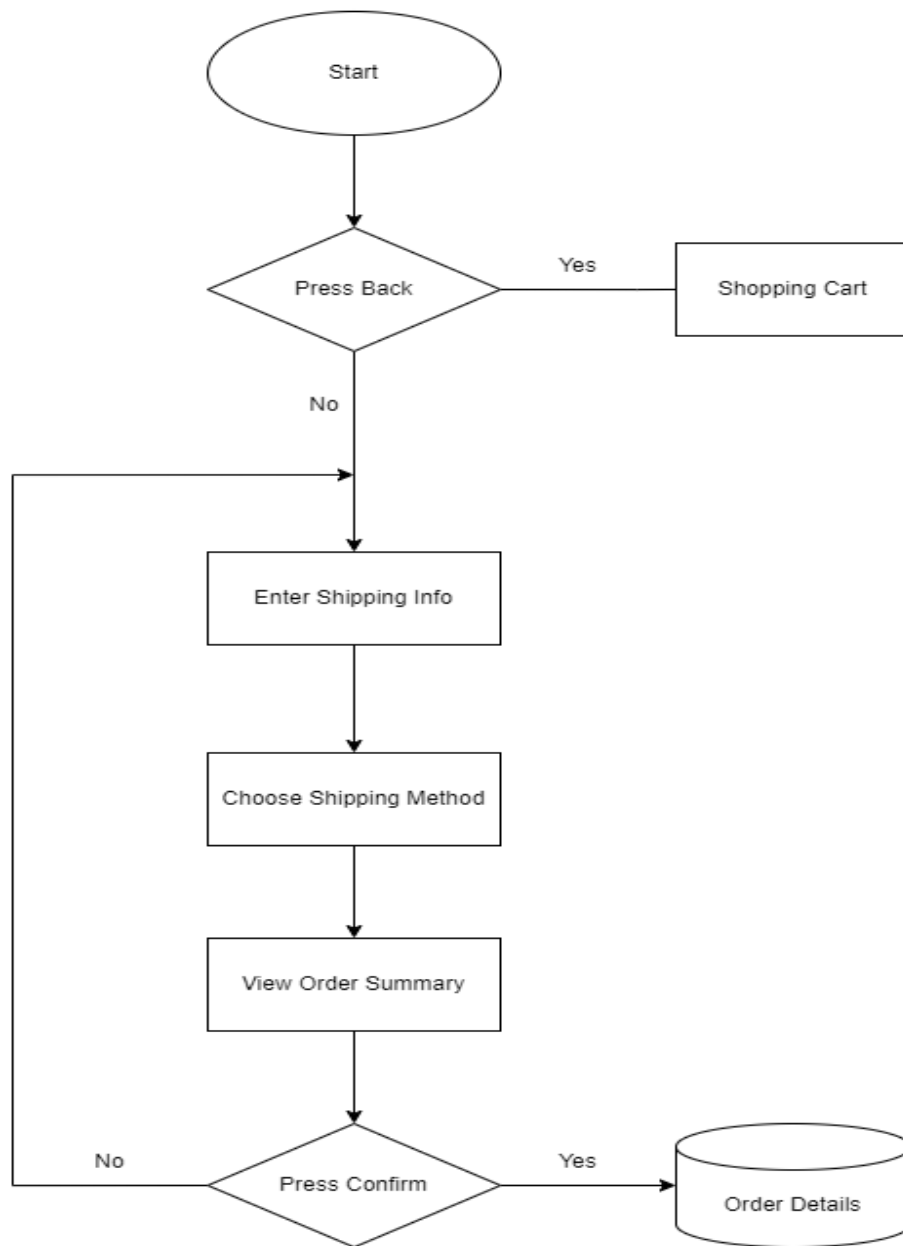 Start
Press Back
Yes
Shopping Cart
No
Enter Shipping Info
Choose Shipping Method
View Order Summary
No
Press Confirm
Yes
Order Details